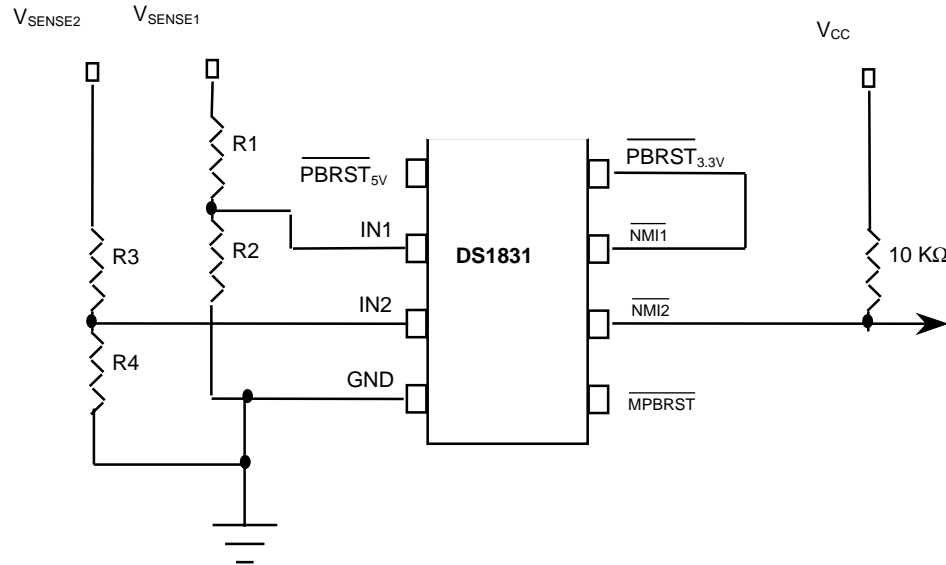 VSENSE2
VSENSE1
VCC
R1
PBRST5V
PBRST3.3V
IN1
R2
DS1831
NMI1
R3
10 KΩ
IN2
NMI2
R4
GND
MPBRST